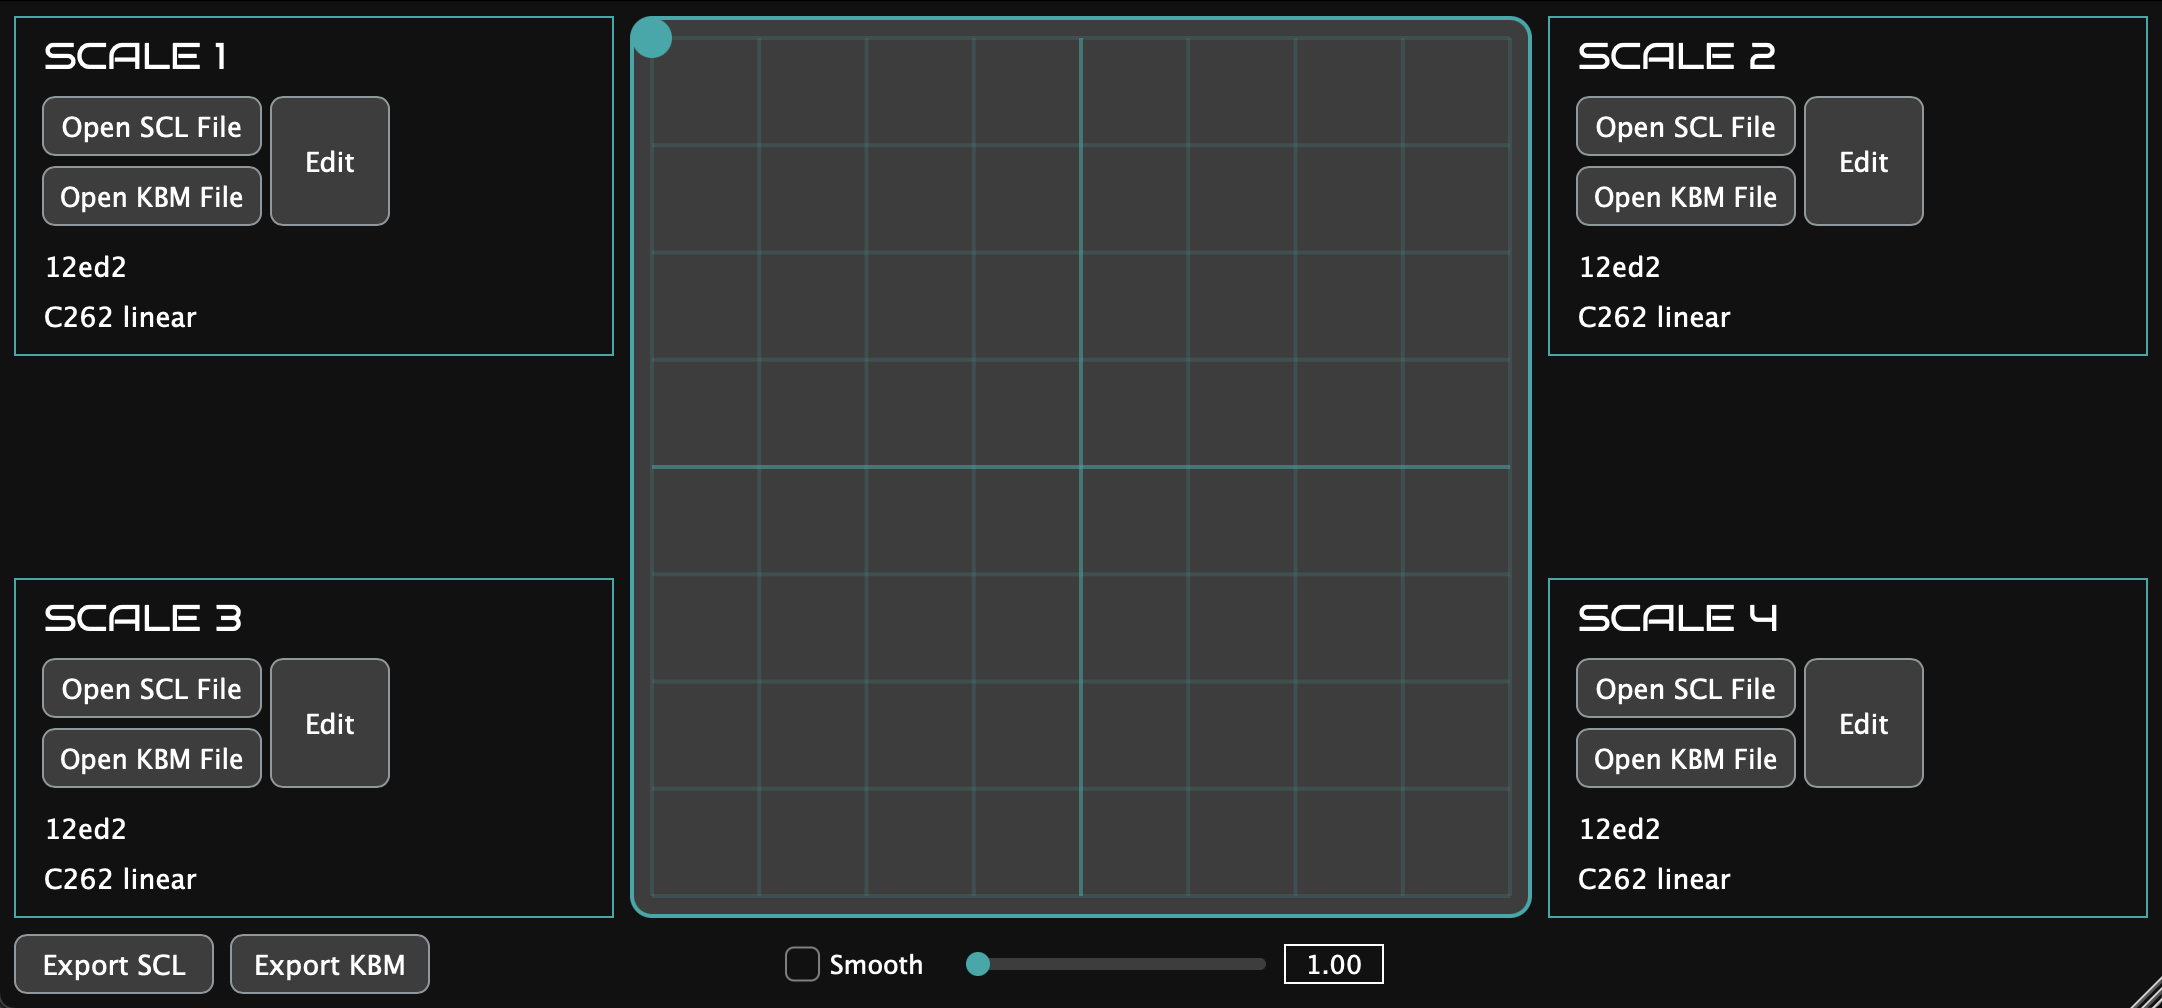 SCALE 1
Open SCL File
Open KBM File
Edit
12ed2
C262 linear
SCALE 2
Open SCL File
Open KBM File
Edit
12ed2
C262 linear
SCALE 3
Open SCL File
Open KBM File
Edit
12ed2
C262 linear
SCALE 4
Open SCL File
Open KBM File
Edit
12ed2
C262 linear
Export SCL
Export KBM
Smooth
1.00